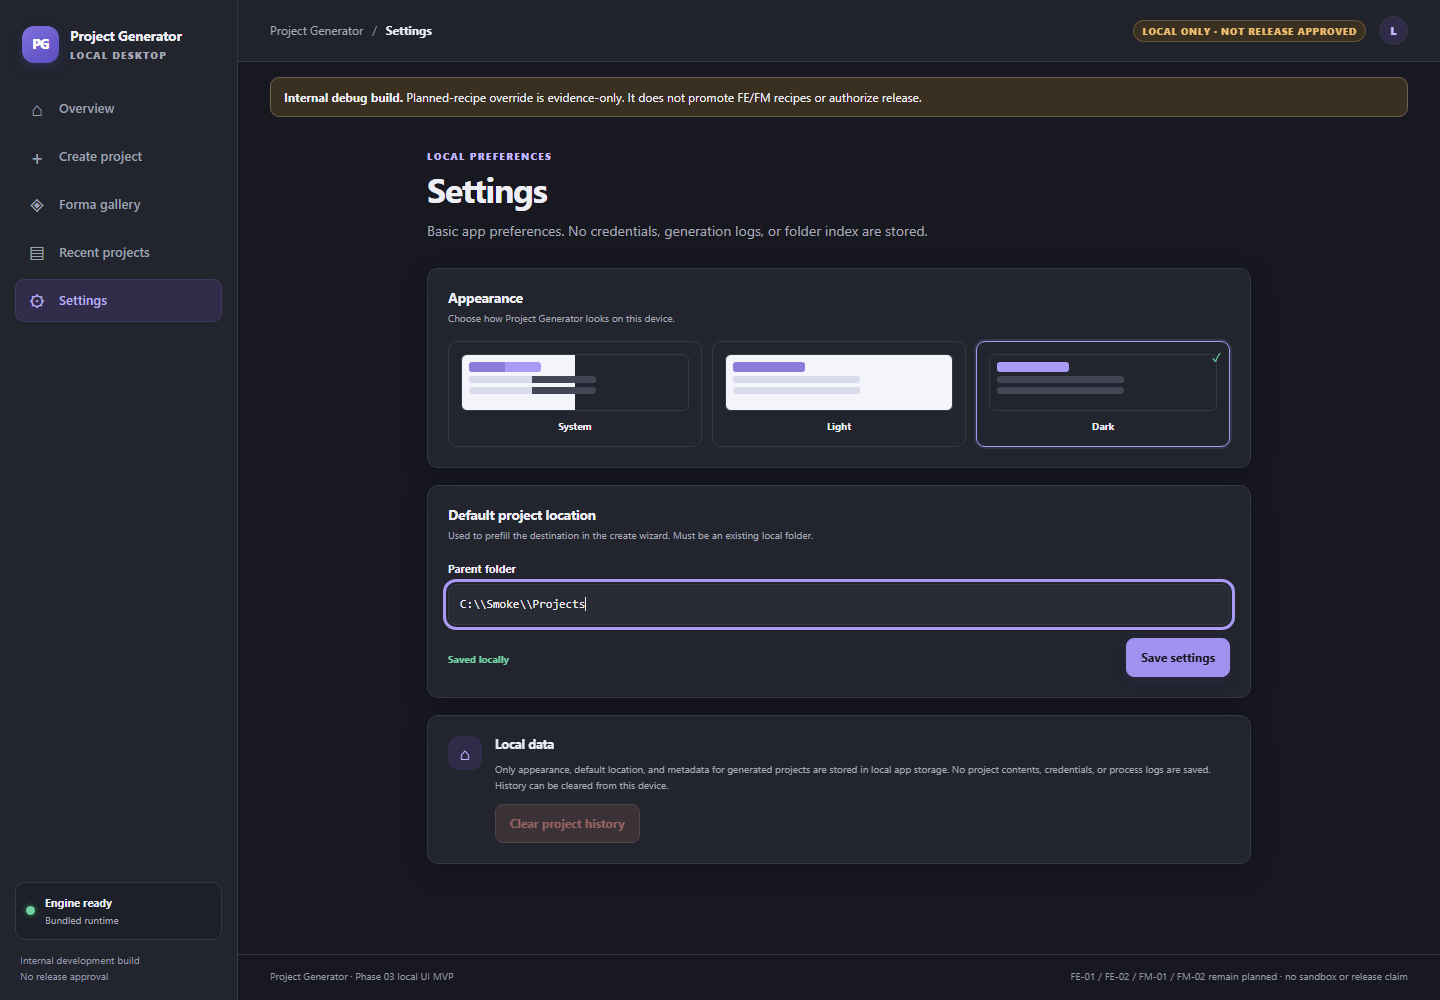 PG
Project Generator
LOCAL DESKTOP
Overview
Create project
Forma gallery
Recent projects
Settings
Engine ready
Bundled runtime
Internal development build
No release approval
Project Generator / Settings
LOCAL ONLY · NOT RELEASE APPROVED
L
Internal debug build. Planned-recipe override is evidence-only. It does not promote FE/FM recipes or authorize release.
LOCAL PREFERENCES
Settings
Basic app preferences. No credentials, generation logs, or folder index are stored.
Appearance
Choose how Project Generator looks on this device.
System
Light
Dark
Default project location
Used to prefill the destination in the create wizard. Must be an existing local folder.
Parent folder
C:\\Smoke\\Projects
Saved locally
Save settings
Local data
Only appearance, default location, and metadata for generated projects are stored in local app storage. No project contents, credentials, or process logs are saved.
History can be cleared from this device.
Clear project history
Project Generator · Phase 03 local UI MVP
FE-01 / FE-02 / FM-01 / FM-02 remain planned · no sandbox or release claim